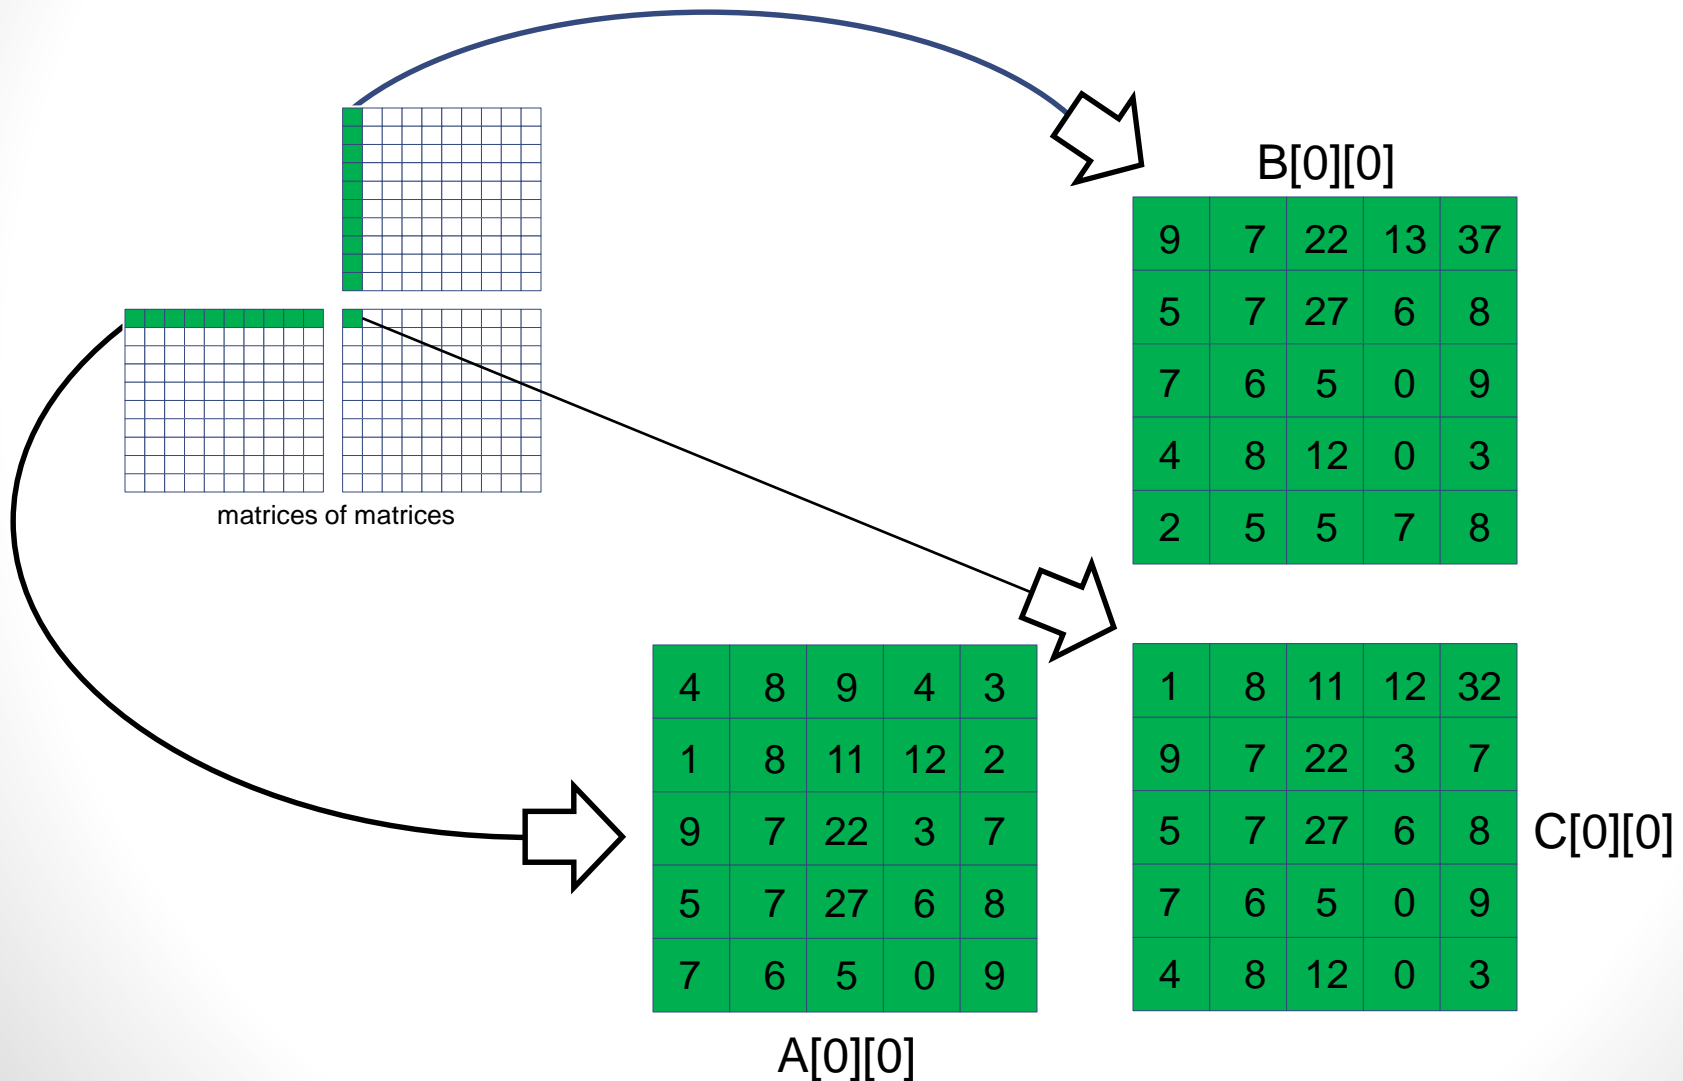 B[0][0]
9 7 22 13 37
5 7 27 6 8
7 6 5 0 9
4 8 12 0 3
2 5 5 7 8
matrices of matrices
4 8 9 4 3
1 8 11 12 2
9 7 22 3 7
5 7 27 6 8
7 6 5 0 9
A[0][0]
1 8 11 12 32
9 7 22 3 7
5 7 27 6 8
7 6 5 0 9
4 8 12 0 3
C[0][0]